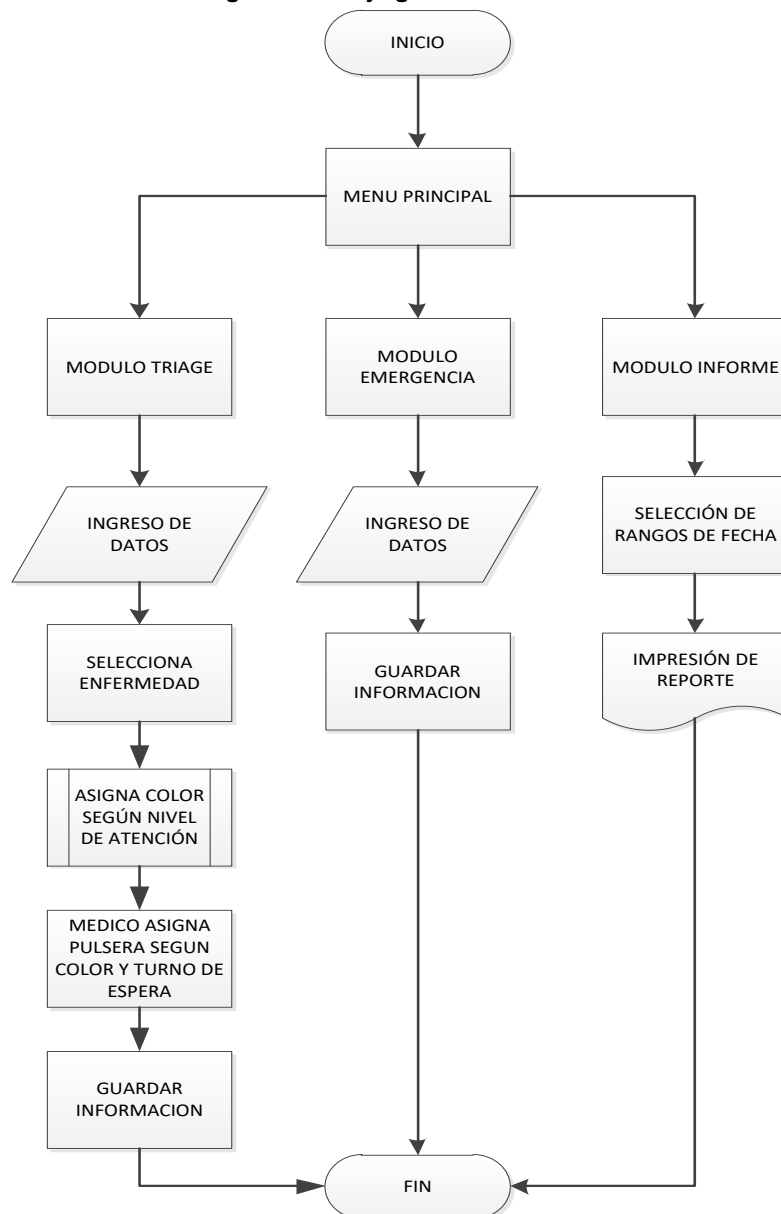 INICIO
MENU PRINCIPAL
MODULO TRIAGE
MODULO
EMERGENCIA
MODULO INFORME
INGRESO DE
DATOS
INGRESO DE
DATOS
SELECCIÓN DE
RANGOS DE FECHA
SELECCIONA
ENFERMEDAD
GUARDAR
INFORMACION
IMPRESIÓN DE
REPORTE
ASIGNA COLOR
SEGÚN NIVEL
DE ATENCIÓN
MEDICO ASIGNA
PULSERA SEGUN
COLOR Y TURNO DE
ESPERA
GUARDAR
INFORMACION
FIN